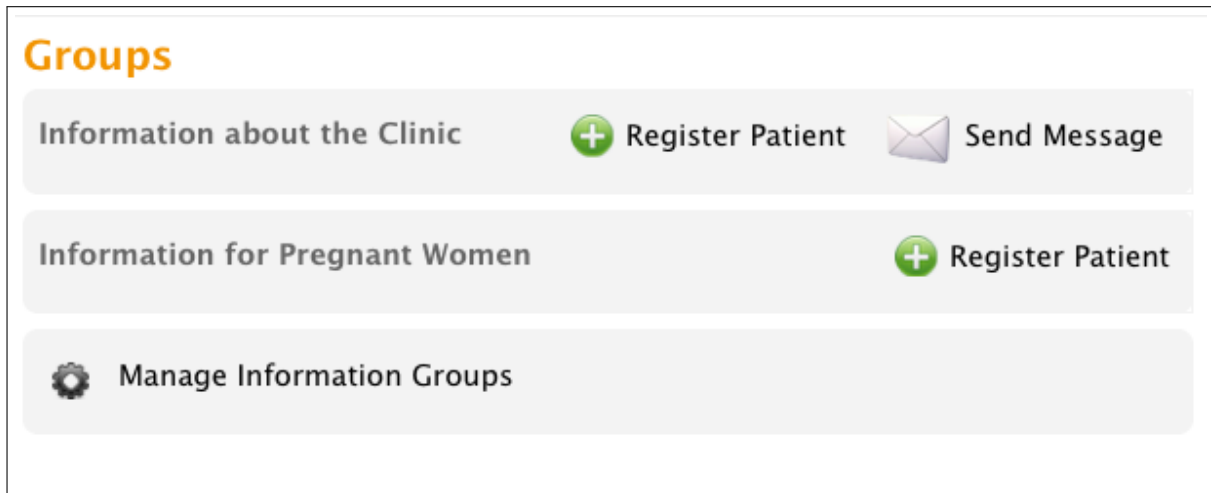 Groups
Information about the Clinic Register Patient Send Message
Information for Pregnant Women Register Patient
Manage Information Groups